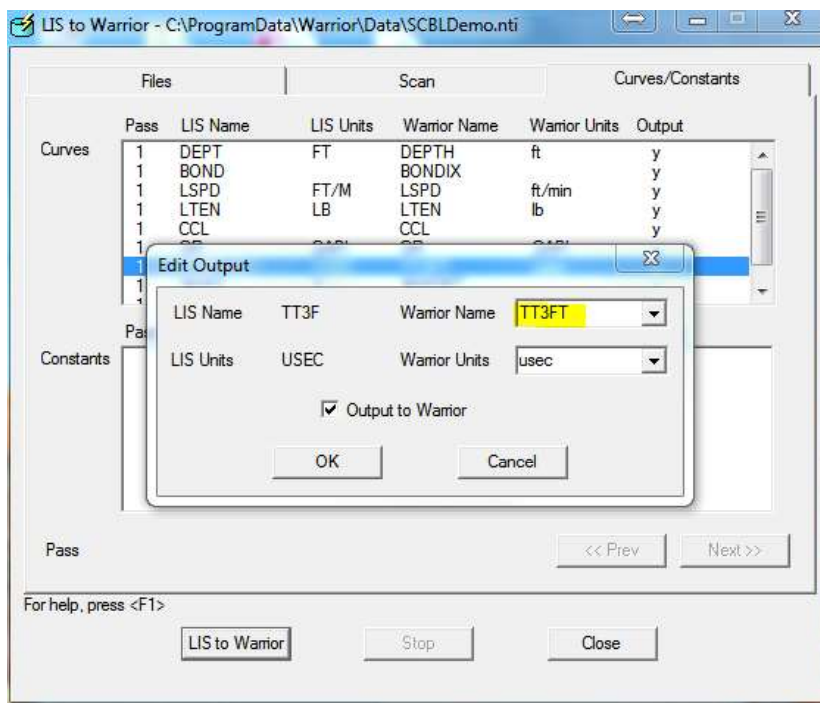 LIS to Warrior - C:\ProgramData\Warrior\Data\SCBLDemo.nti
Files Scan Curves/Constants
Pass LIS Name LIS Units Warrior Name Warrior Units Output
Curves
1 DEPT FT DEPTH ft y
1 BOND BONDIX y
1 LSPD FT/M LSPD ft/min y
1 LTEN LB LTEN lb y
1 CCL CCL y
1
1
1
Edit Output
LIS Name TT3F Warrior Name TT3FT
LIS Units USEC Warrior Units usec
Output to Warrior
OK Cancel
Constants
Pass << Prev Next >>
For help, press <F1>
LIS to Warrior Stop Close